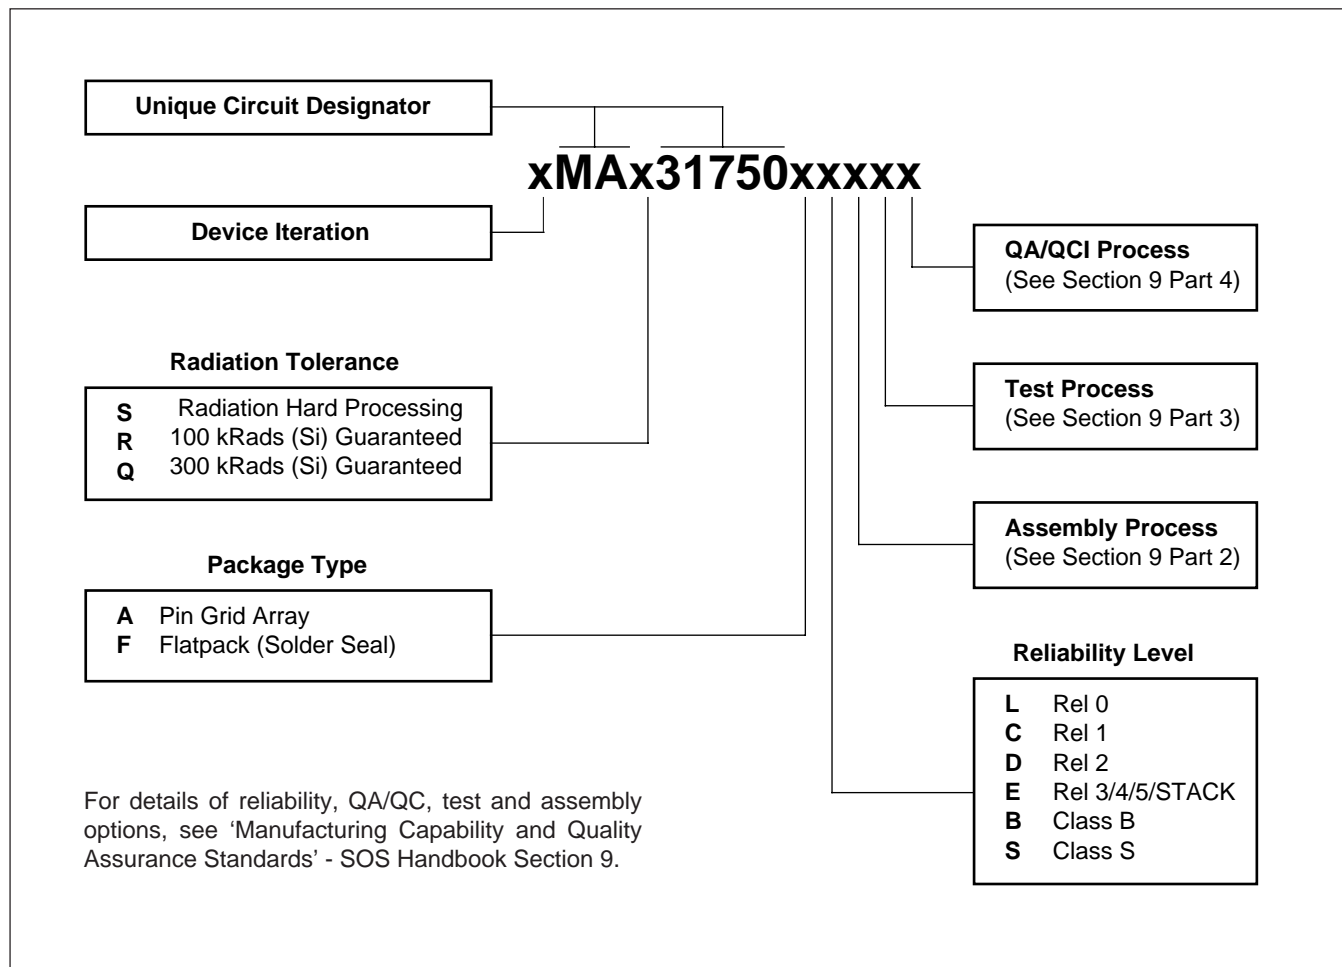 Unique Circuit Designator
xMAx31750xxxxx
Device Iteration
Radiation Tolerance
S Radiation Hard Processing
R 100 kRads (Si) Guaranteed
Q 300 kRads (Si) Guaranteed
Package Type
A Pin Grid Array
F Flatpack (Solder Seal)
QA/QCI Process
(See Section 9 Part 4)
Test Process
(See Section 9 Part 3)
Assembly Process
(See Section 9 Part 2)
Reliability Level
L Rel 0
C Rel 1
D Rel 2
E Rel 3/4/5/STACK
B Class B
S Class S
For details of reliability, QA/QC, test and assembly
options, see ‘Manufacturing Capability and Quality
Assurance Standards’ - SOS Handbook Section 9.